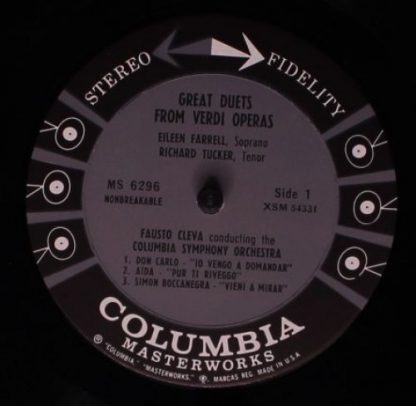 STEREO FIDELITY
GREAT DUETS
FROM VERDI OPERAS
EILEEN FARRELL, Soprano
RICHARD TUCKER, Tenor
MS 6296
NONBREAKABLE
Side 1
XSM 54331
FAUSTO CLEVA conducting the
COLUMBIA SYMPHONY ORCHESTRA
1. DON CARLO - "IO VENGO A DOMANDAR"
2. AIDA - "PUR TI RIVEGGO"
3. SIMON BOCCANEGRA - "VIENI A MIRAR"
COLUMBIA
MASTERWORKS
® "COLUMBIA", "MASTERWORKS", Ⓟ. MARCAS REG. MADE IN U.S.A.